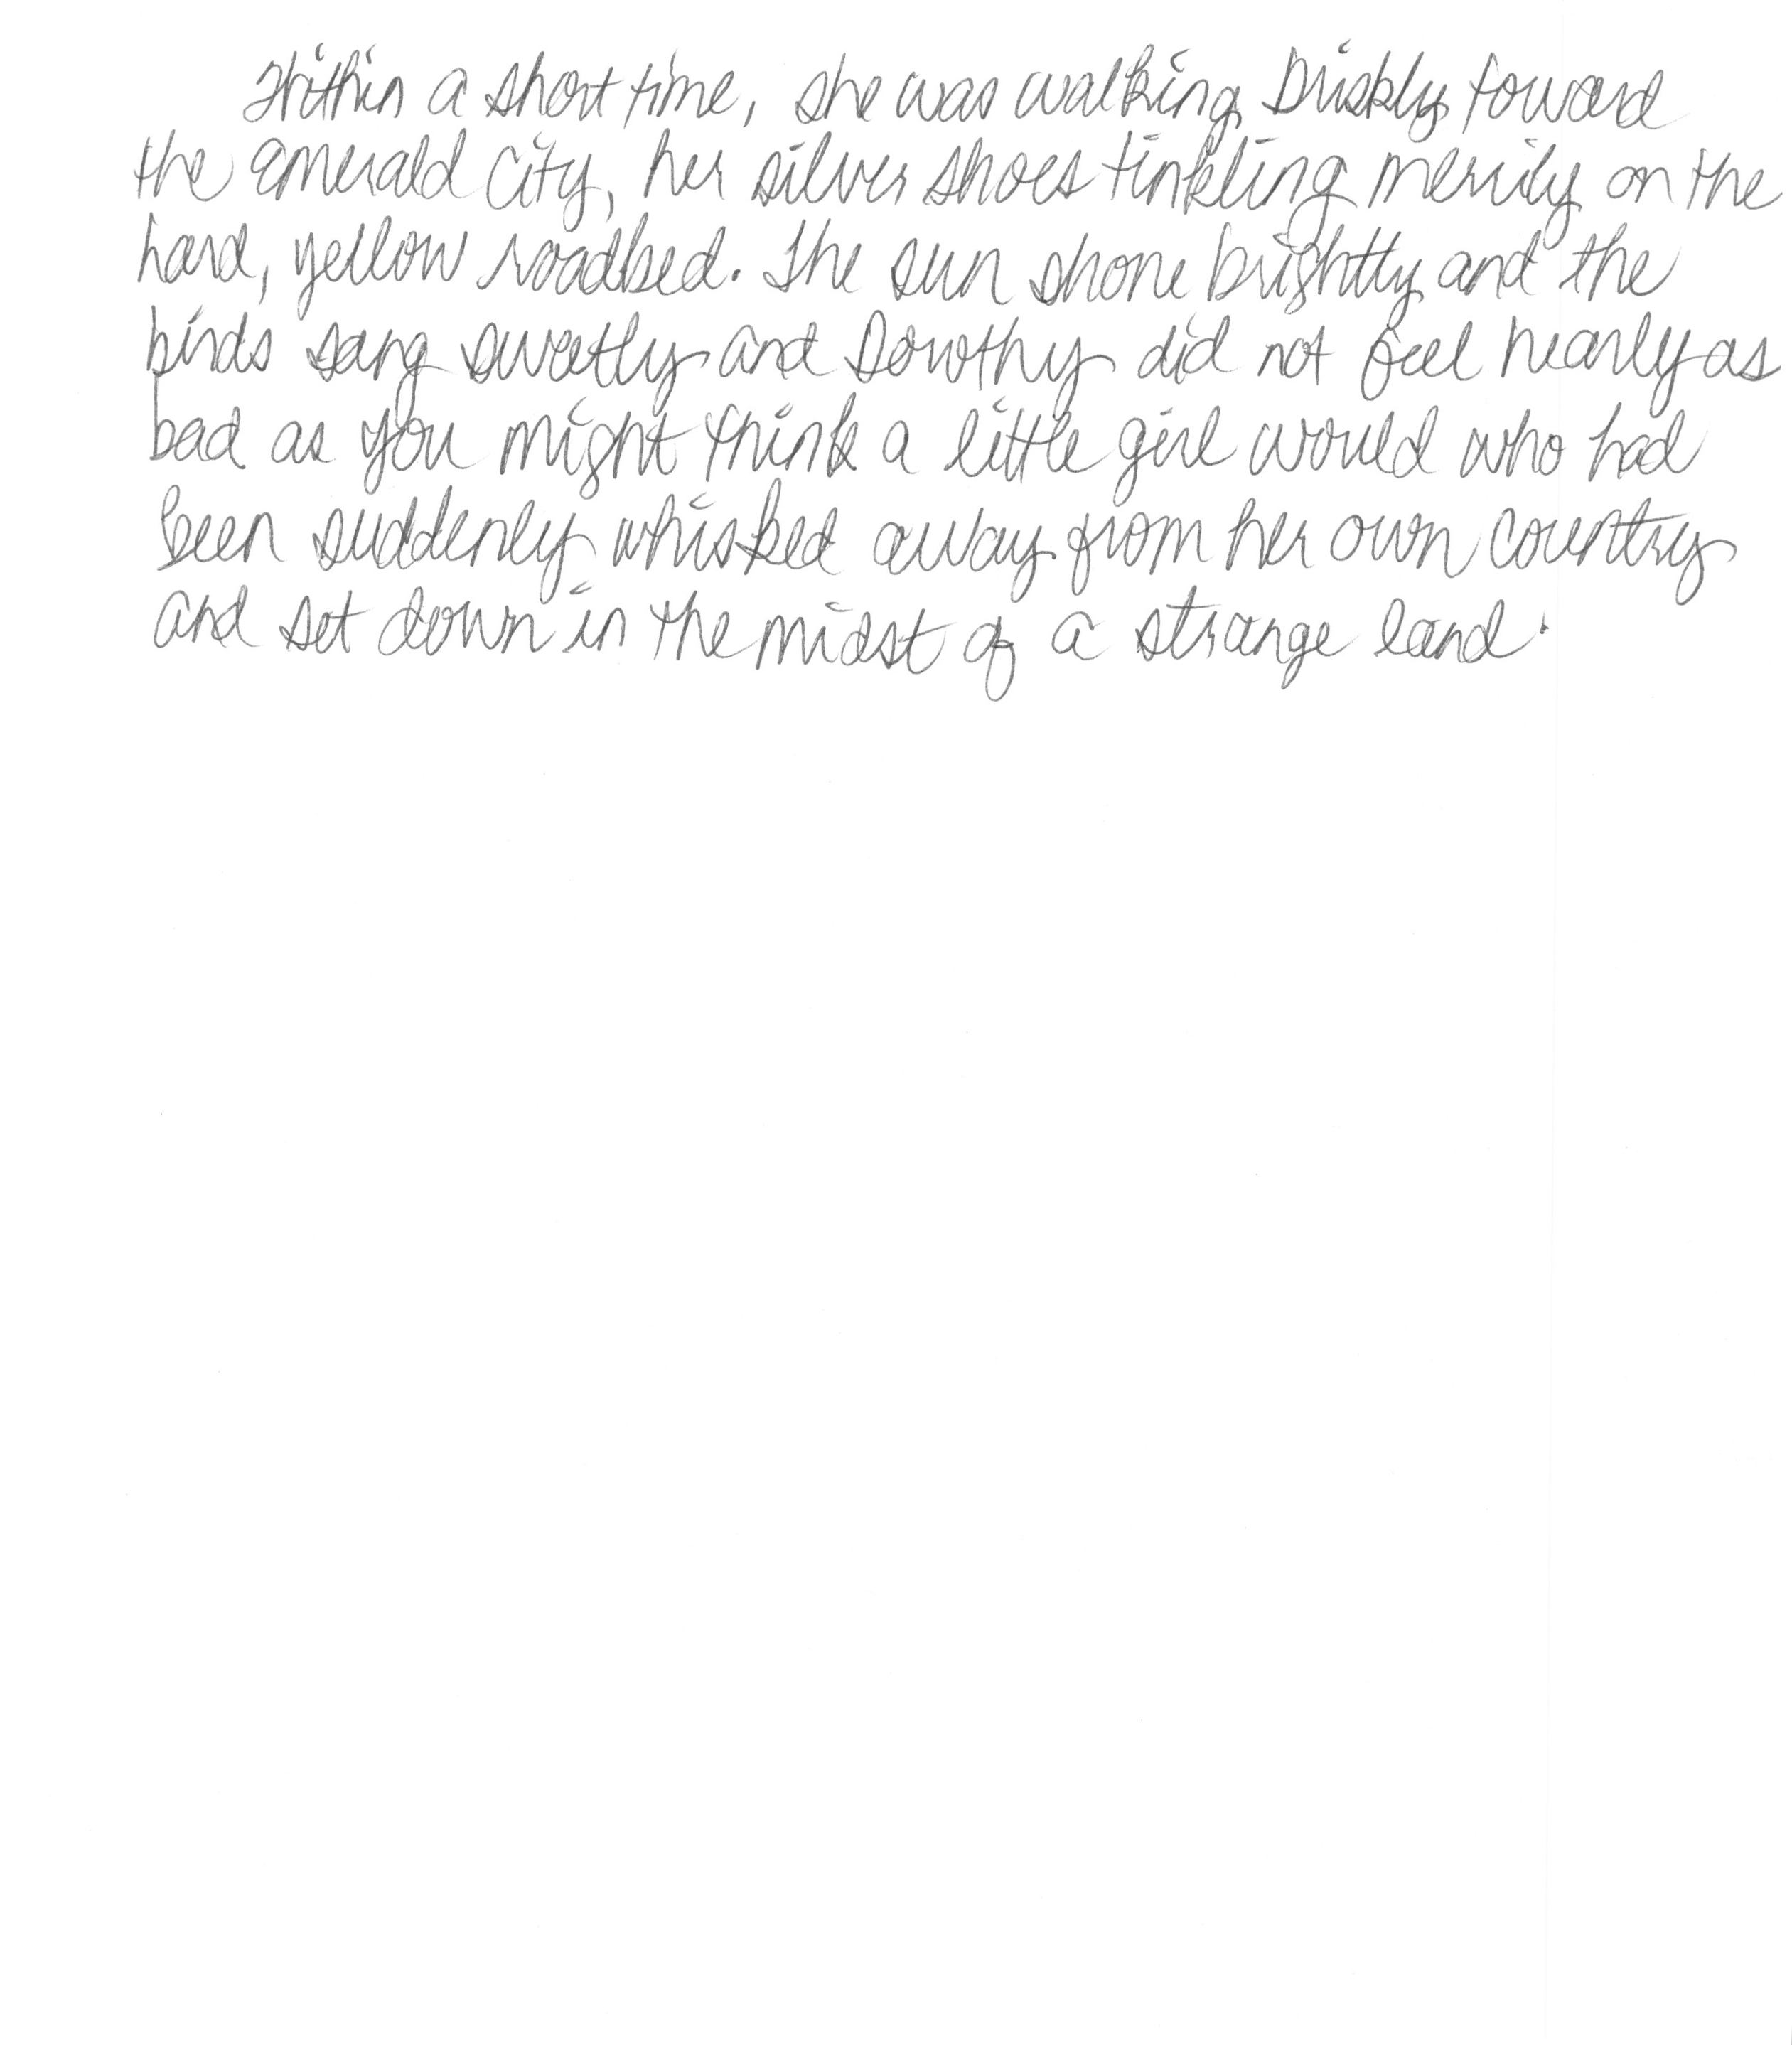 Within a short time, she was walking briskly toward
the Emerald City, her silver shoes tinkling merrily on the
hard, yellow roadbed. The sun shone brightly and the
birds sang sweetly and Dorothy did not feel nearly as
bad as you might think a little girl would who had
been suddenly whisked away from her own country
and set down in the midst of a strange land.